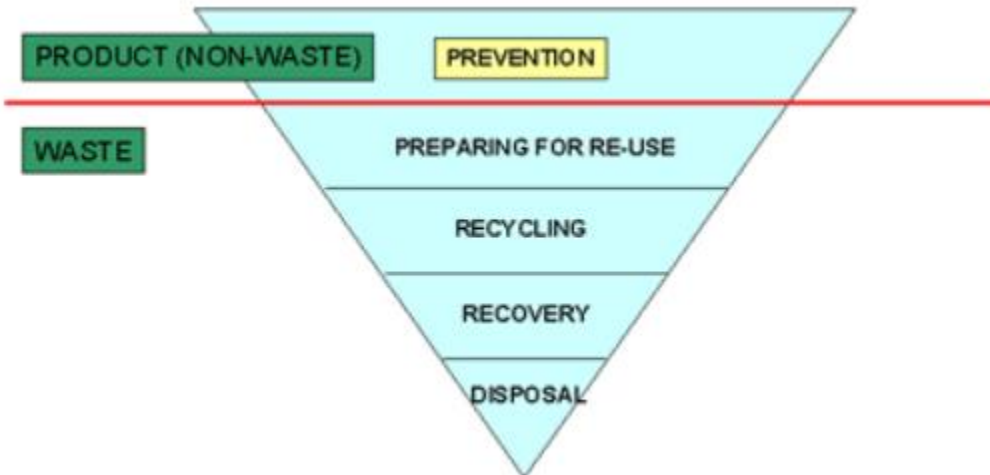 PRODUCT (NON-WASTE)
PREVENTION
WASTE
PREPARING FOR RE-USE
RECYCLING
RECOVERY
DISPOSAL